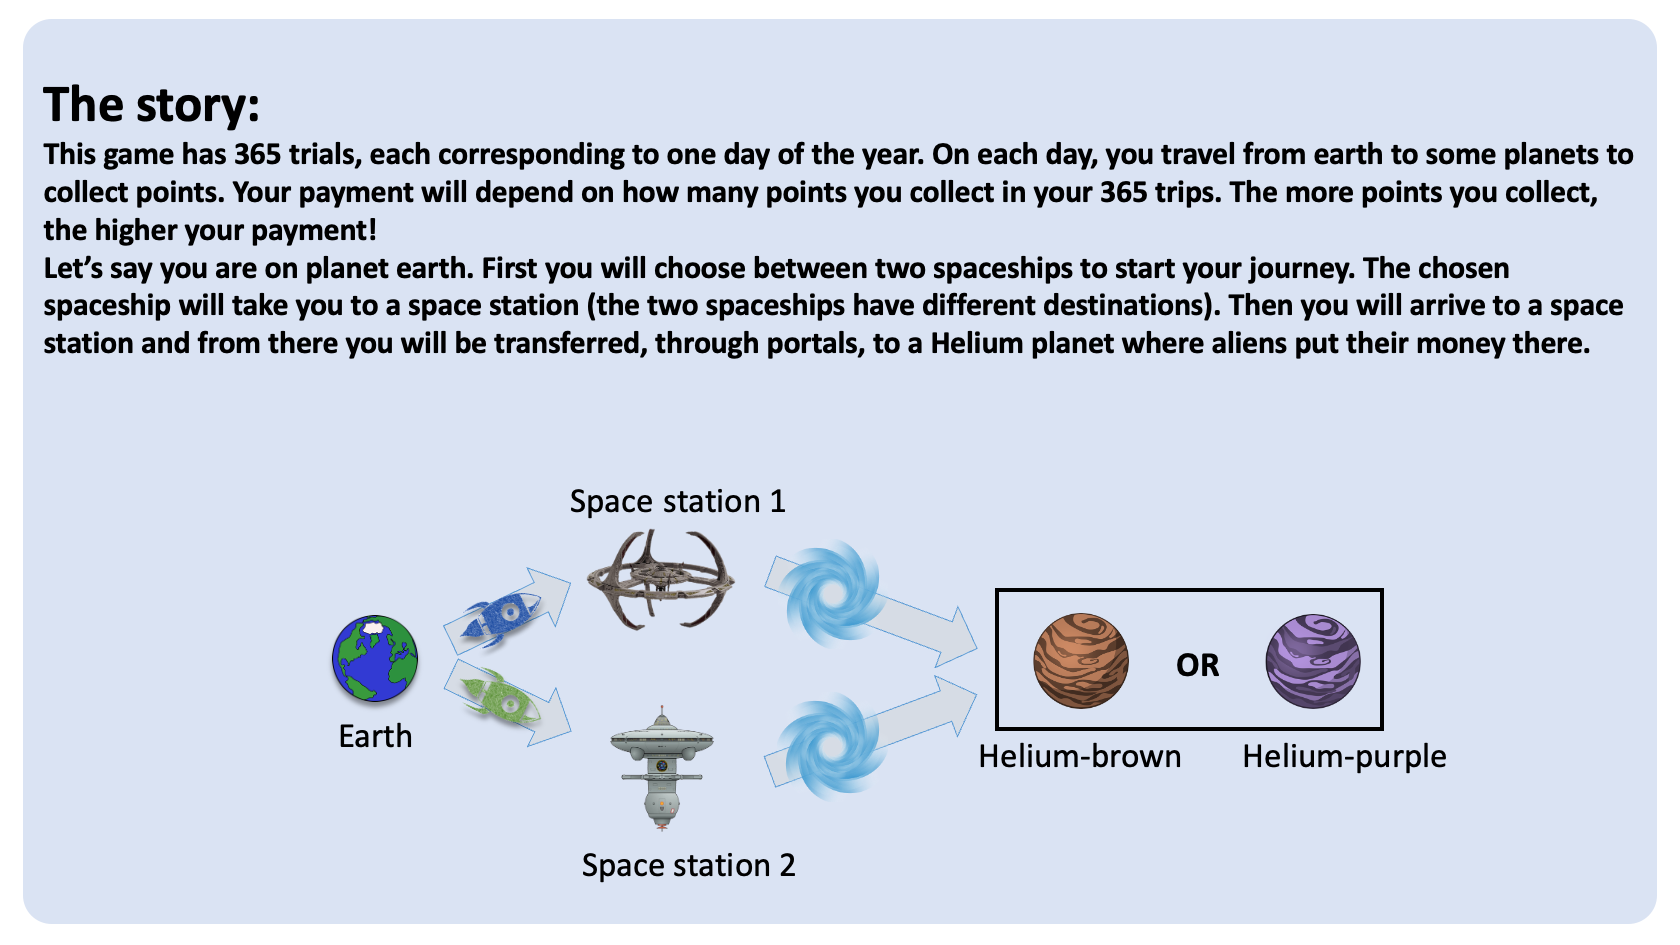 The story:
This game has 365 trials, each corresponding to one day of the year. On each day, you travel from earth to some planets to
collect points. Your payment will depend on how many points you collect in your 365 trips. The more points you collect,
the higher your payment!
Let’s say you are on planet earth. First you will choose between two spaceships to start your journey. The chosen
spaceship will take you to a space station (the two spaceships have different destinations). Then you will arrive to a space
station and from there you will be transferred, through portals, to a Helium planet where aliens put their money there.
Space station 1
OR
Earth
Helium-brown
Helium-purple
Space station 2